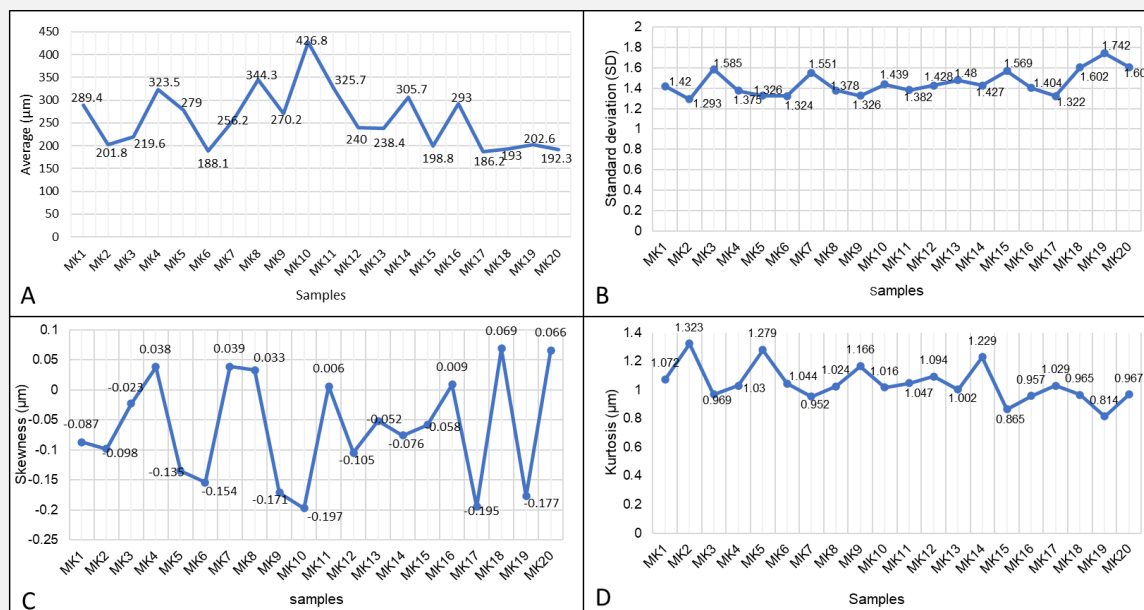 450
400
350
300
250
200
150
100
50
0
Average (µm)
289.4
201.8
219.6
323.5
279
188.1
256.2
344.3
270.2
426.8
325.7
240
238.4
305.7
198.8
293
186.2
193
202.6
192.3
MK1
MK2
MK3
MK4
MK5
MK6
MK7
MK8
MK9
MK10
MK11
MK12
MK13
MK14
MK15
MK16
MK17
MK18
MK19
MK20
Samples
A
2
1.8
1.6
1.4
1.2
1
0.8
0.6
0.4
0.2
0
Standard deviation (SD)
1.42
1.293
1.585
1.375
1.326
1.324
1.551
1.378
1.326
1.439
1.382
1.428
1.48
1.427
1.569
1.404
1.322
1.602
1.742
1.60
MK1
MK2
MK3
MK4
MK5
MK6
MK7
MK8
MK9
MK10
MK11
MK12
MK13
MK14
MK15
MK16
MK17
MK18
MK19
MK20
samples
B
0.1
0.05
0
-0.05
-0.1
-0.15
-0.2
-0.25
Skewness (µm)
-0.087
-0.098
-0.023
0.038
-0.135
-0.154
0.039
0.033
-0.171
-0.197
0.006
-0.105
-0.052
-0.076
-0.058
0.009
-0.195
0.069
-0.177
0.066
MK1
MK2
MK3
MK4
MK5
MK6
MK7
MK8
MK9
MK10
MK11
MK12
MK13
MK14
MK15
MK16
MK17
MK18
MK19
MK20
samples
C
1.4
1.2
1
0.8
0.6
0.4
0.2
0
Kurtosis (µm)
1.072
1.323
0.969
1.03
1.279
1.044
0.952
1.024
1.166
1.016
1.047
1.094
1.002
1.229
0.865
0.957
1.029
0.965
0.814
0.967
MK1
MK2
MK3
MK4
MK5
MK6
MK7
MK8
MK9
MK10
MK11
MK12
MK13
MK14
MK15
MK16
MK17
MK18
MK19
MK20
Samples
D